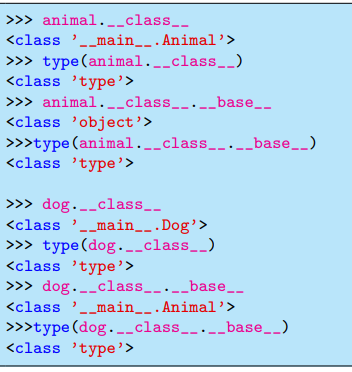 >>> animal.__class__
<class '__main__.Animal'>
>>> type(animal.__class__)
<class 'type'>
>>> animal.__class__.__base__
<class 'object'>
>>>type(animal.__class__.__base__)
<class 'type'>

>>> dog.__class__
<class '__main__.Dog'>
>>> type(dog.__class__)
<class 'type'>
>>> dog.__class__.__base__
<class '__main__.Animal'>
>>>type(dog.__class__.__base__)
<class 'type'>